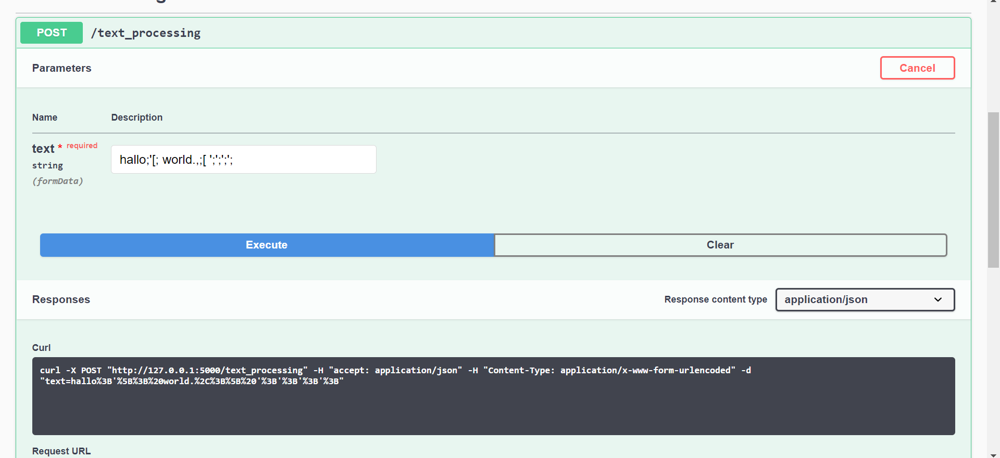 POST /text_processing
Parameters
Cancel
Name Description
text * required
hallo;'[; world.,;[ ';';';';
string
(formData)
Execute
Clear
Responses
Response content type
application/json
Curl
curl -X POST "http://127.0.0.1:5000/text_processing" -H "accept: application/json" -H "Content-Type: application/x-www-form-urlencoded" -d
"text=hallo%3B'%5B%3B%20world.%2C%3B%5B%20'%3B'%3B'%3B'%3B"
Request URL